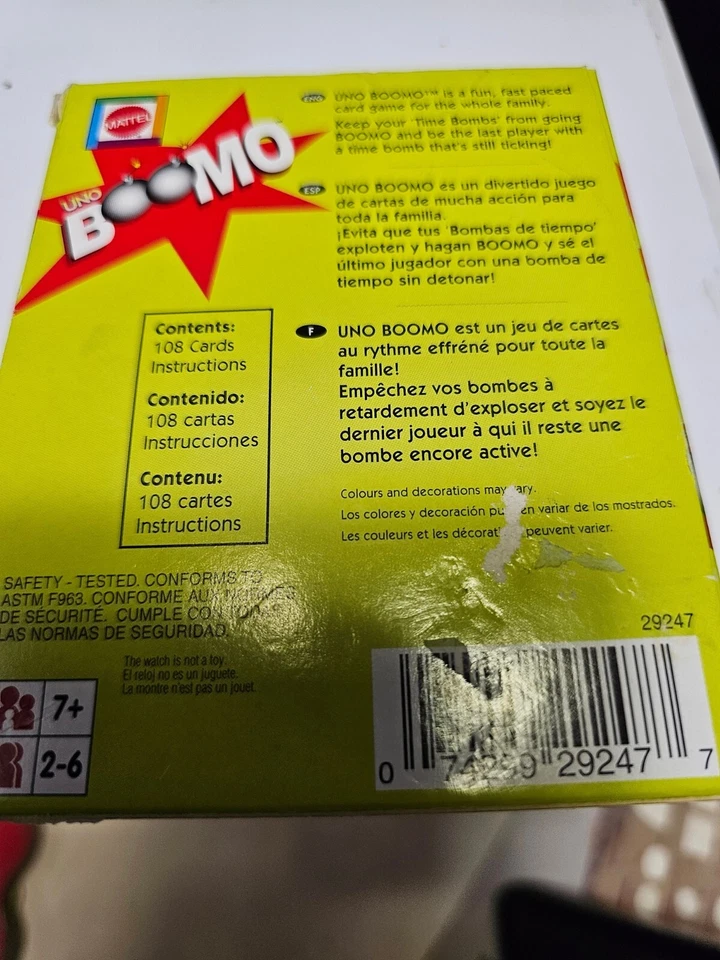 MATTEL
UNO
BOOMO
ENG
UNO BOOMO™ is a fun, fast paced
card game for the whole family.
Keep your 'Time Bombs' from going
BOOMO and be the last player with
a time bomb that's still ticking!
ESP
UNO BOOMO es un divertido juego
de cartas de mucha acción para
toda la familia.
¡Evita que tus 'Bombas de tiempo'
exploten y hagan BOOMO y sé el
último jugador con una bomba de
tiempo sin detonar!
F
UNO BOOMO est un jeu de cartes
au rythme effréné pour toute la
famille!
Empêchez vos bombes à
retardement d'exploser et soyez le
dernier joueur à qui il reste une
bombe encore active!
Contents:
108 Cards
Instructions
Contenido:
108 cartas
Instrucciones
Contenu:
108 cartes
Instructions
Colours and decorations may vary.
Los colores y decoración pueden variar de los mostrados.
Les couleurs et les décorat peuvent varier.
SAFETY - TESTED. CONFORMS TO
ASTM F963. CONFORME AUX NORMES
DE SÉCURITÉ. CUMPLE CON
LAS NORMAS DE SEGURIDAD.
The watch is not a toy.
El reloj no es un juguete.
La montre n'est pas un jouet.
7+
2-6
29247
0 74299 29247 7